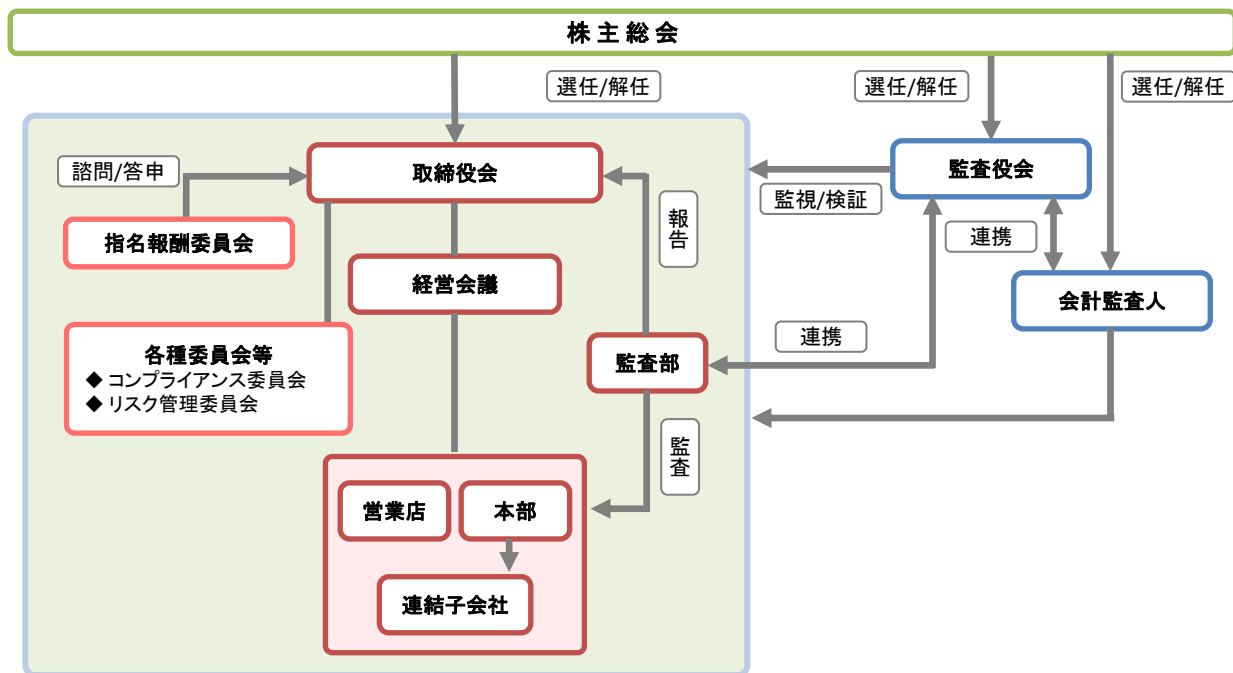 株主総会
選任/解任
選任/解任
選任/解任
取締役会
監査役会
諮問/答申
監視/検証
指名報酬委員会
報告
連携
経営会議
会計監査人
各種委員会等
◆ コンプライアンス委員会
◆ リスク管理委員会
監査部
連携
監査
営業店
本部
連結子会社